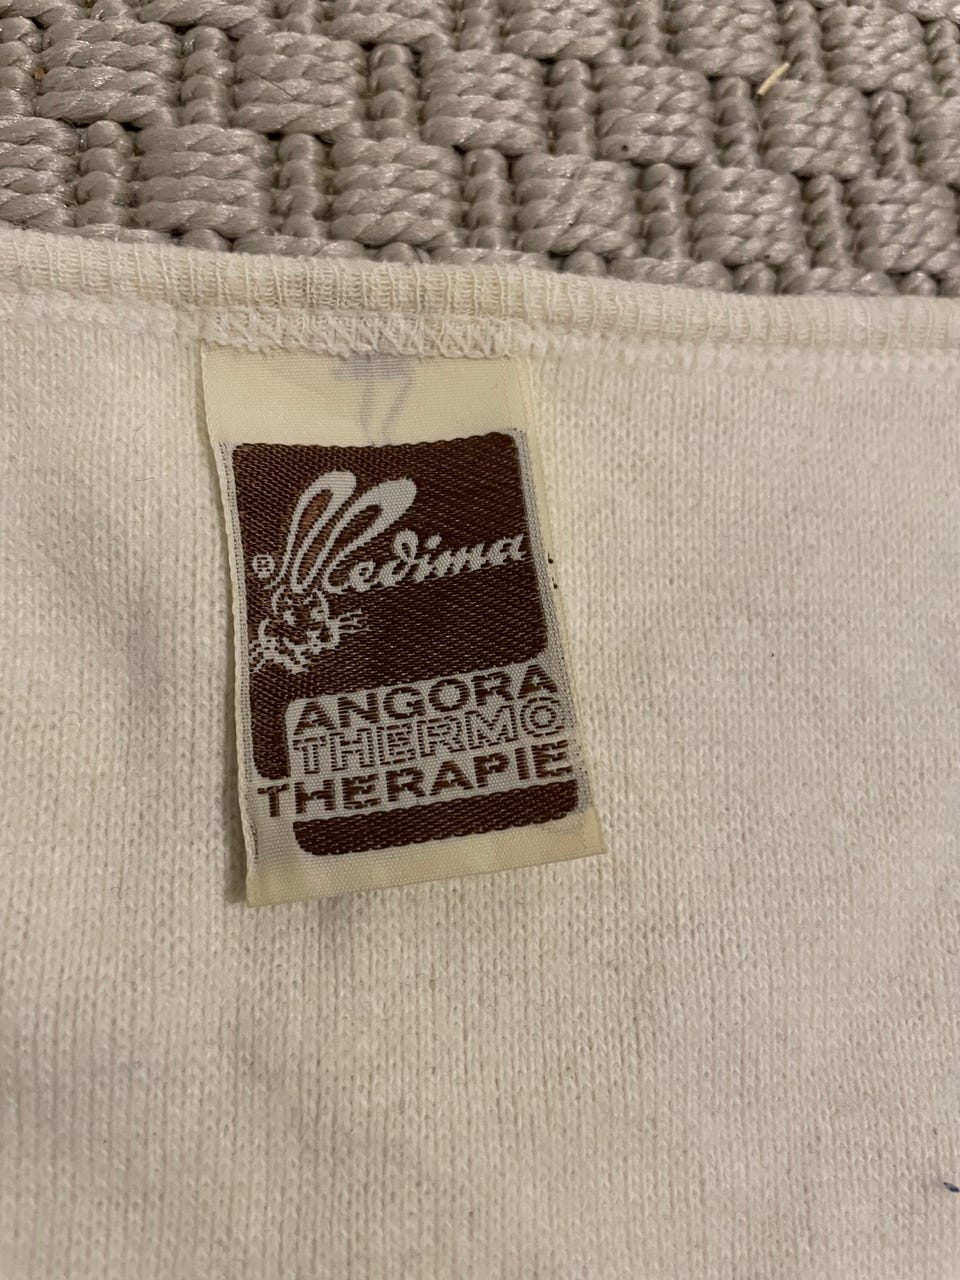 ®
Medima
ANGORA
THERMO
THERAPIE